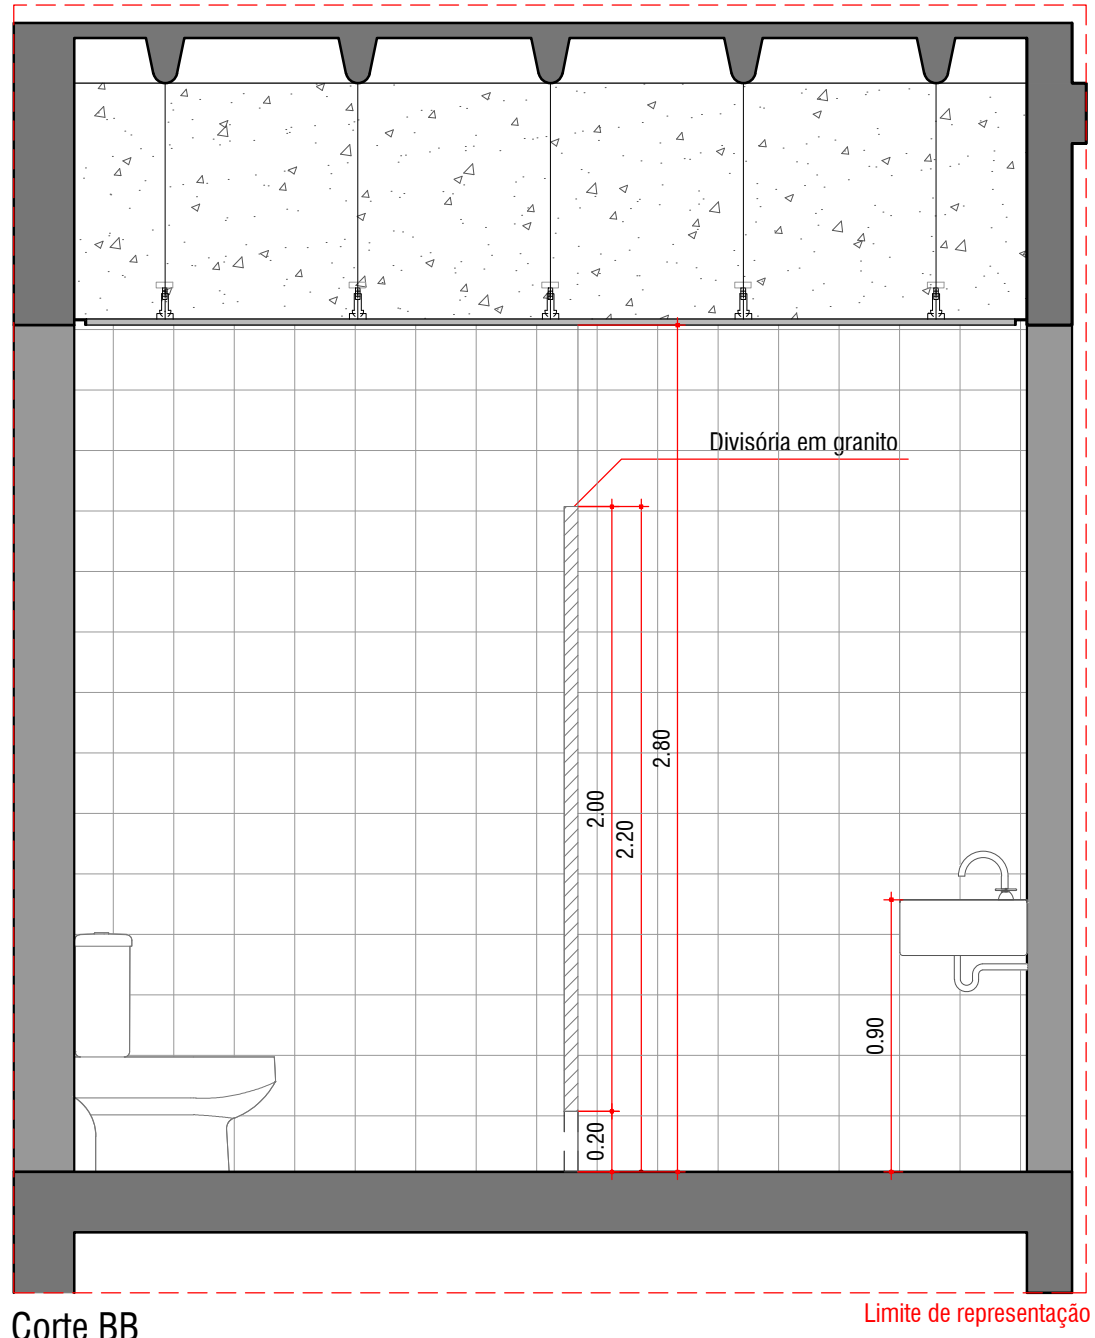 Divisória em granito
2.80
2.00
2.20
0.90
0.20
Limite de representação
Corte BB